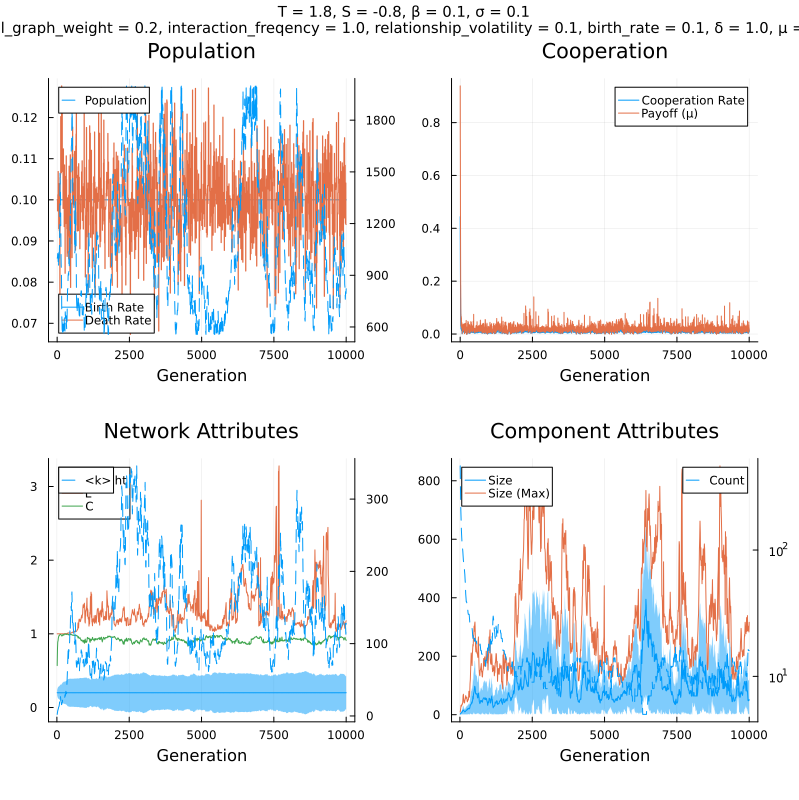 T = 1.8, S = -0.8, β = 0.1, σ = 0.1
l_graph_weight = 0.2, interaction_freqency = 1.0, relationship_volatility = 0.1, birth_rate = 0.1, δ = 1.0, μ =
Population
Cooperation
Population
Birth Rate
Death Rate
0.12
0.11
0.10
0.09
0.08
0.07
1800
1500
1200
900
600
0
2500
5000
7500
10000
Generation
Cooperation Rate
Payoff (μ)
0.8
0.6
0.4
0.2
0.0
0
2500
5000
7500
10000
Generation
Network Attributes
Component Attributes
<k>
ht
C
3
2
1
0
300
200
100
0
0
2500
5000
7500
10000
Generation
Size
Size (Max)
Count
800
600
400
200
0
10²
10¹
0
2500
5000
7500
10000
Generation